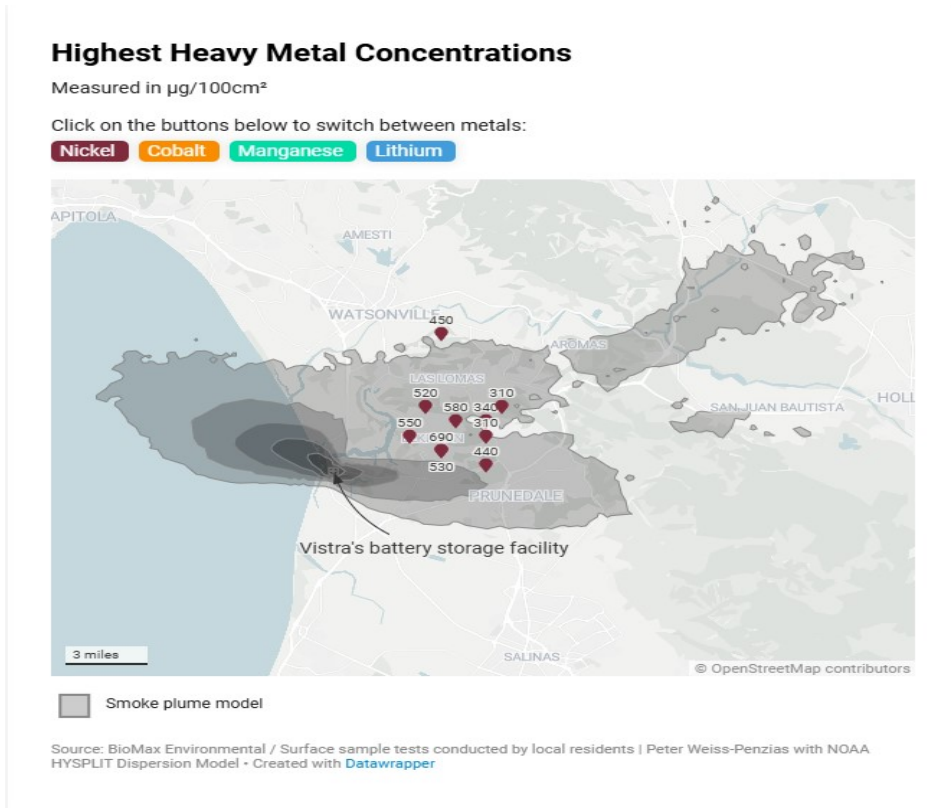 Highest Heavy Metal Concentrations
Measured in µg/100cm²
Click on the buttons below to switch between metals:
Nickel Cobalt Manganese Lithium
APITOLA
AMESTI
WATSONVILLE
450
AROMAS
LAS LOMAS
HOLL
520 310
580 340
SAN JUAN BAUTISTA
550 310
690
440
530
PRUNEDALE
Vistra's battery storage facility
3 miles
SALINAS
© OpenStreetMap contributors
Smoke plume model
Source: BioMax Environmental / Surface sample tests conducted by local residents | Peter Weiss-Penzias with NOAA
HYSPLIT Dispersion Model • Created with Datawrapper